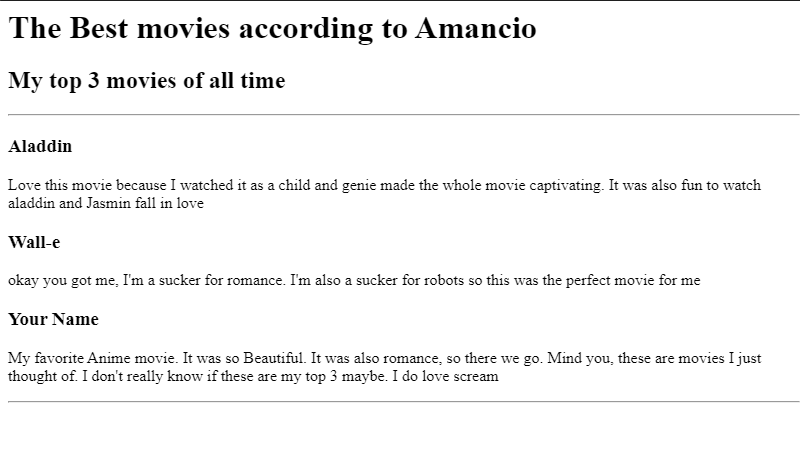 The Best movies according to Amancio
My top 3 movies of all time
Aladdin
Love this movie because I watched it as a child and genie made the whole movie captivating. It was also fun to watch
aladdin and Jasmin fall in love
Wall-e
okay you got me, I'm a sucker for romance. I'm also a sucker for robots so this was the perfect movie for me
Your Name
My favorite Anime movie. It was so Beautiful. It was also romance, so there we go. Mind you, these are movies I just
thought of. I don't really know if these are my top 3 maybe. I do love scream